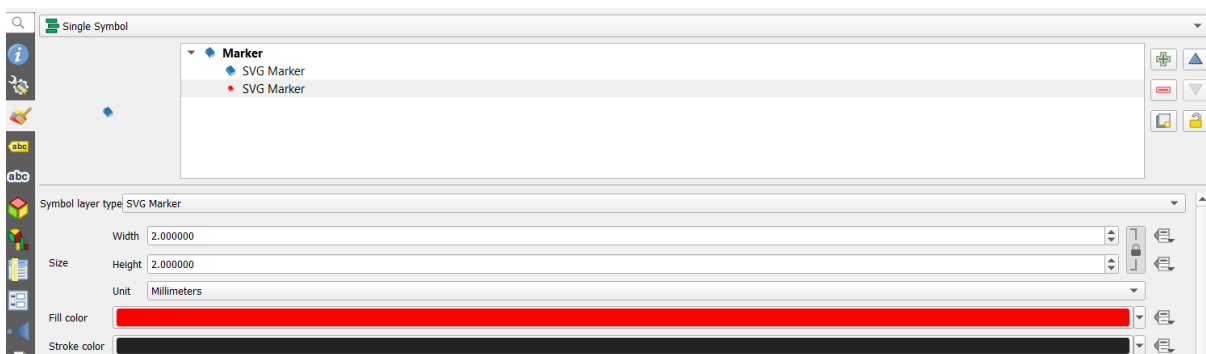 Single Symbol
Marker
SVG Marker
SVG Marker
abc
abc
Symbol layer type SVG Marker
Width 2.000000
Size
Height 2.000000
Unit Millimeters
Fill color
Stroke color